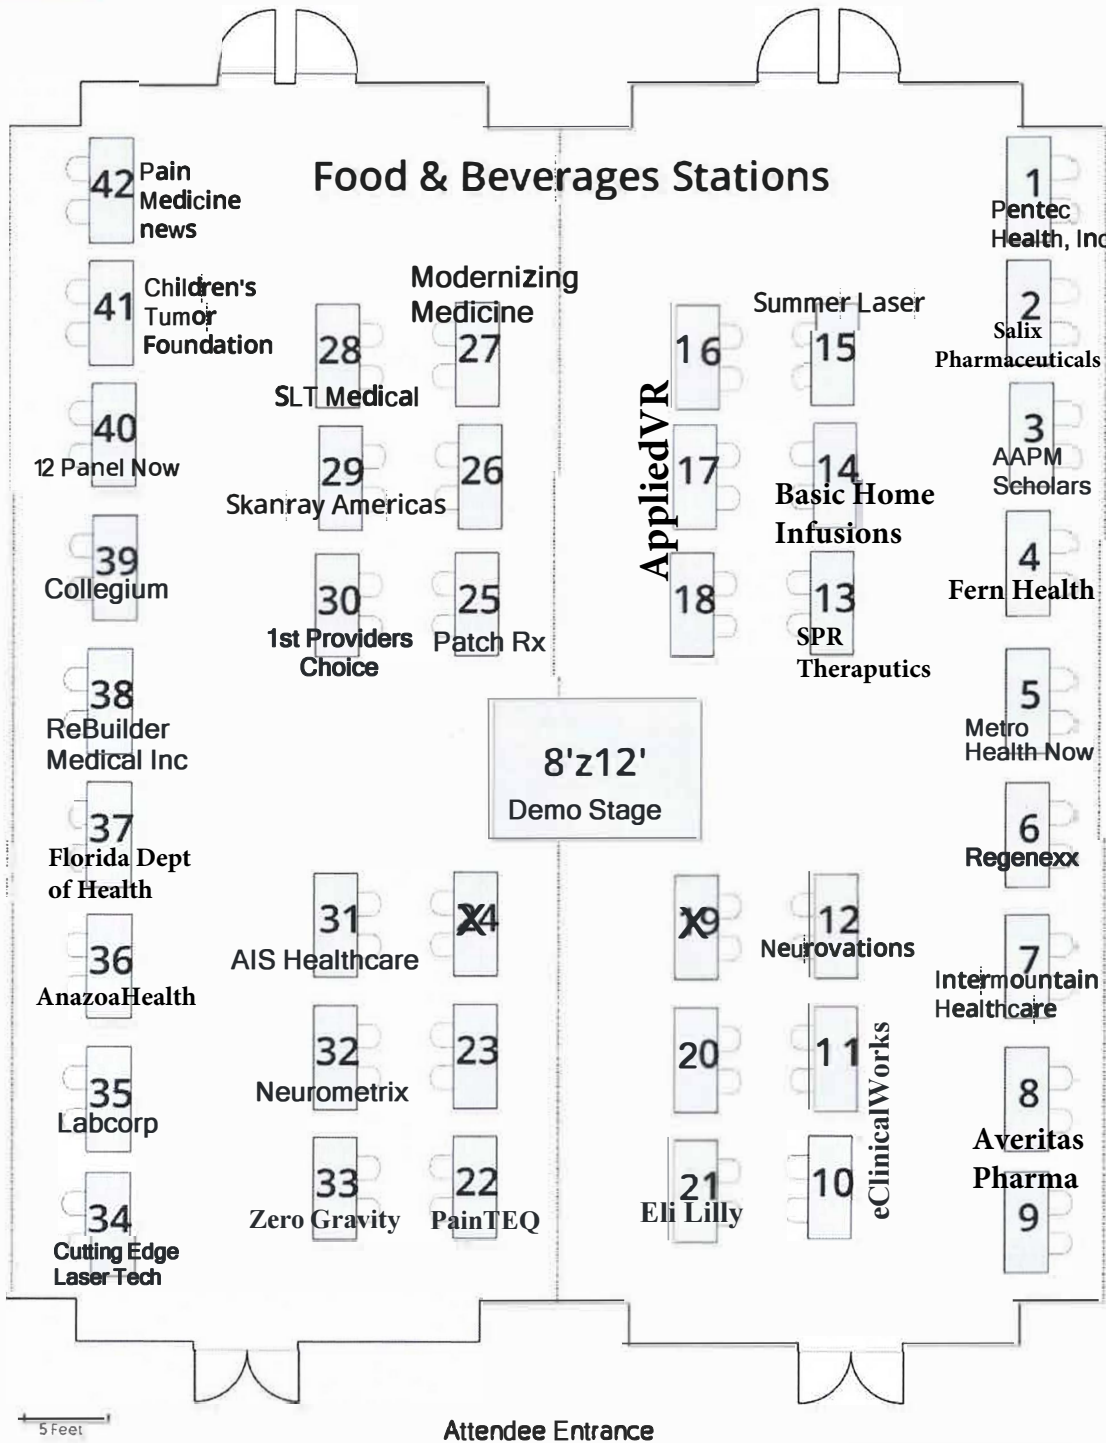 Food & Beverages Stations
42
Pain
Medicine
news
41
Children's
Tumor
Foundation
40
12 Panel Now
39
Collegium
38
ReBuilder
Medical Inc
37
Florida Dept
of Health
36
AnazoaHealth
35
Labcorp
34
Cutting Edge
Laser Tech
28
SLT Medical
29
Skanray Americas
30
1st Providers
Choice
31
AIS Healthcare
32
Neurometrix
33
Zero Gravity
Modernizing
Medicine
27
26
25
Patch Rx
8'z12'
Demo Stage
X24
23
22
PainTEQ
AppliedVR
16
17
18
X19
20
21
Eli Lilly
Summer Laser
15
14
Basic Home
Infusions
13
SPR
Theraputics
12
Neurovations
11
10
eClinicalWorks
1
Pentec
Health, Inc
2
Salix
Pharmaceuticals
3
AAPM
Scholars
4
Fern Health
5
Metro
Health Now
6
Regenexx
7
Intermountain
Healthcare
8
Averitas
Pharma
9
5 Feet
Attendee Entrance